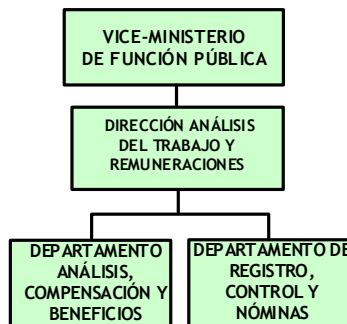 VICE-MINISTERIO
DE FUNCIÓN PÚBLICA
DIRECCIÓN ANÁLISIS
DEL TRABAJO Y
REMUNERACIONES
DEPARTAMENTO
ANÁLISIS,
COMPENSACIÓN Y
BENEFICIOS
DEPARTAMENTO DE
REGISTRO,
CONTROL Y
NÓMINAS